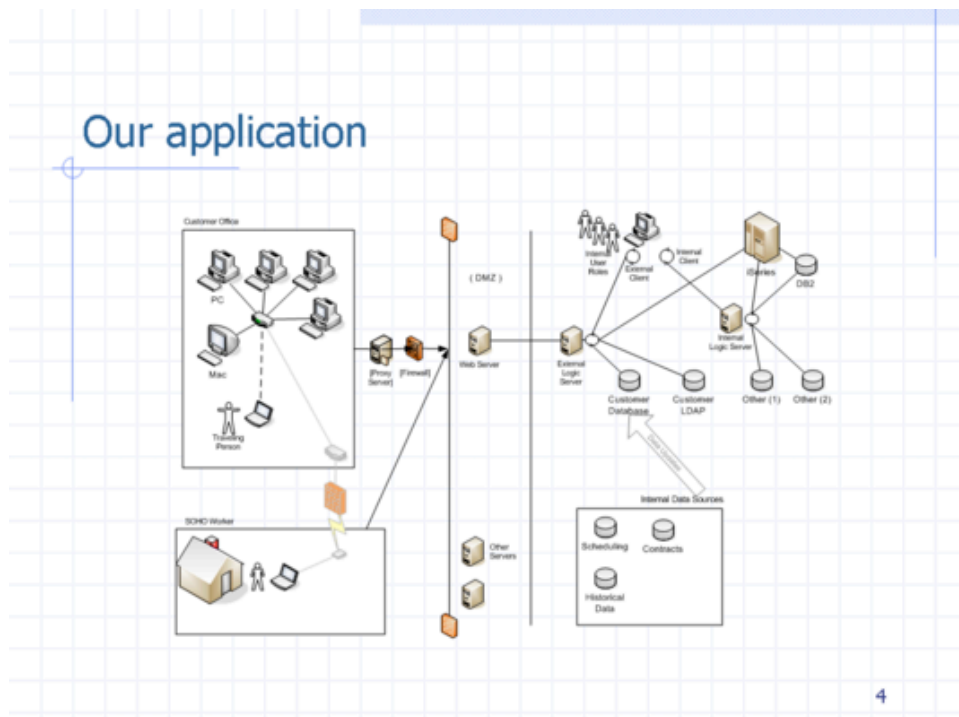 Our application
Customer Office
PC
Mac
Traveling
Person
SOHO Worker
[Proxy
Server]
[Firewall]
( DMZ )
Web Server
Other
Servers
Internal
User
Roles
External
Client
Internal
Client
iSeries
DB2
External
Logic
Server
Internal
Logic Server
Customer
Database
Customer
LDAP
Other (1)
Other (2)
Data Updates
Internal Data Sources
Scheduling
Contracts
Historical
Data
4